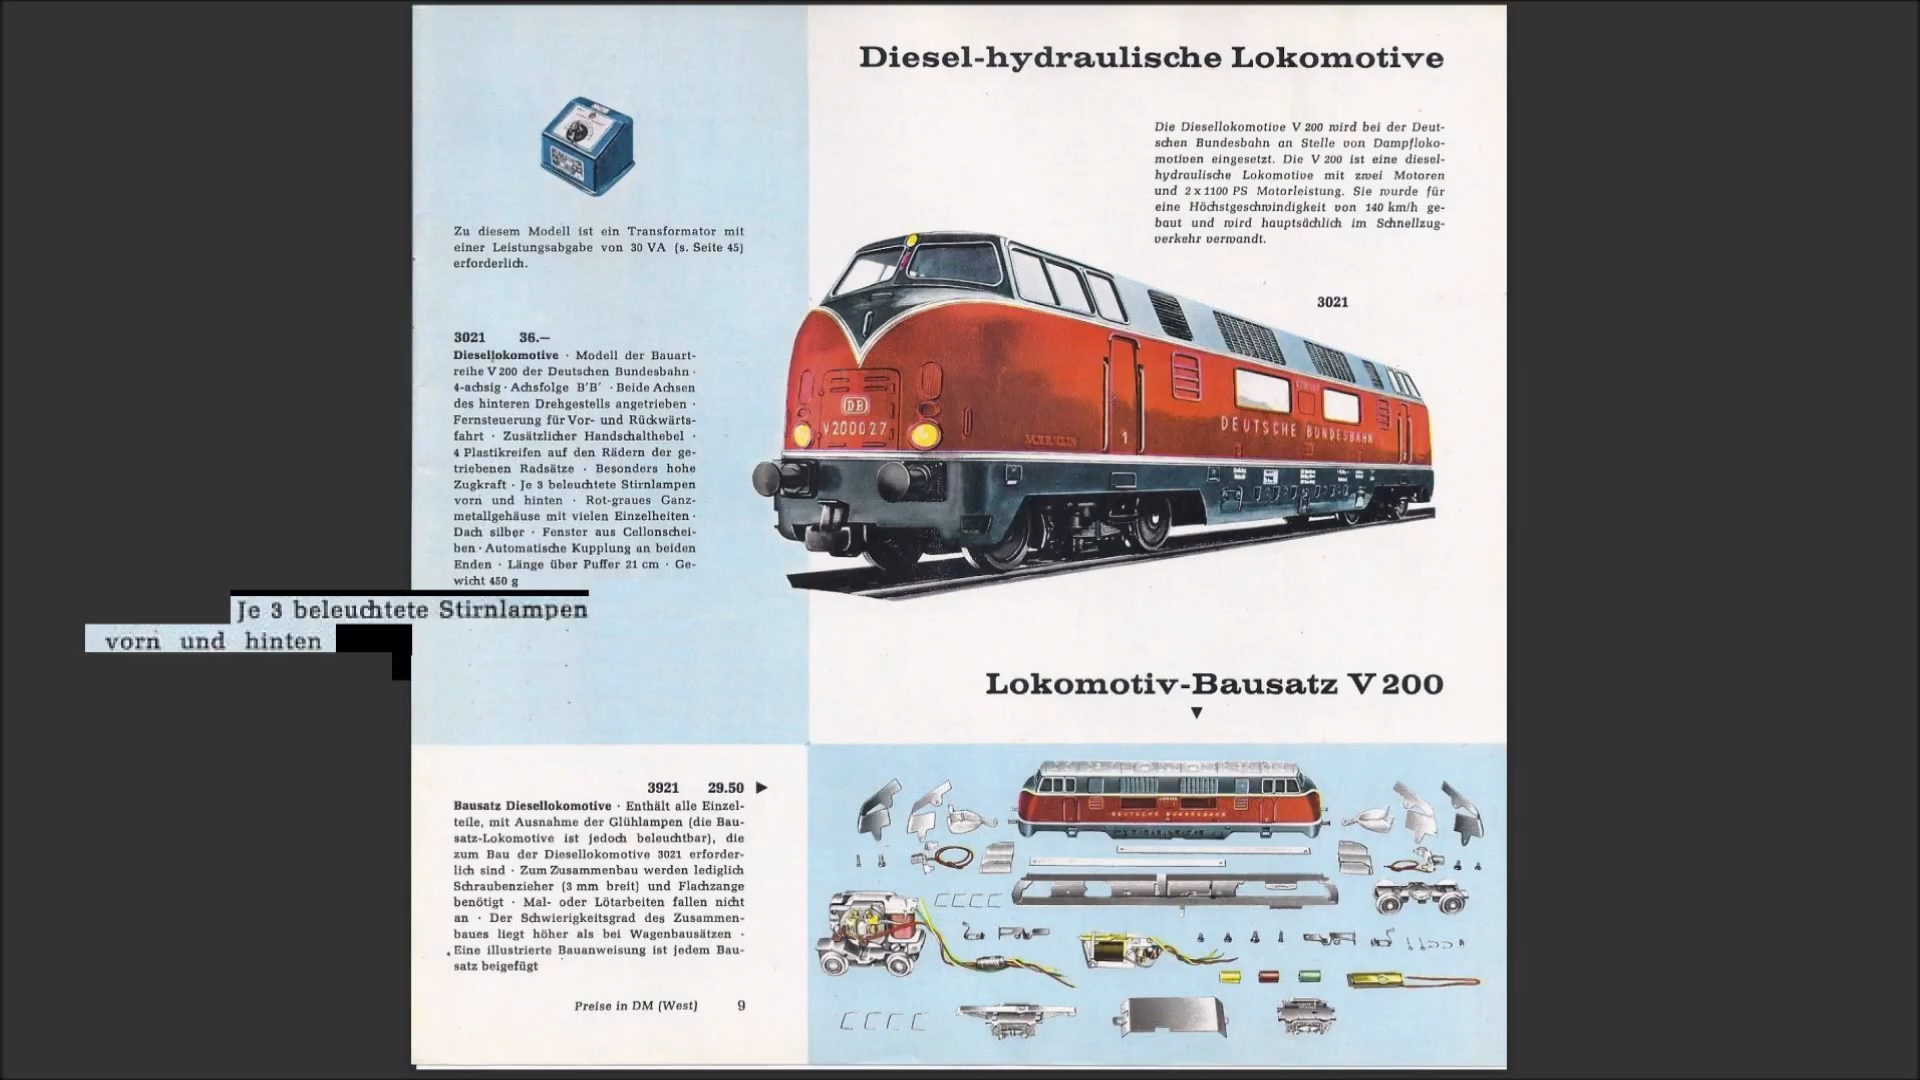 Diesel-hydraulische Lokomotive
Die Diesellokomotive V 200 wird bei der Deut-
schen Bundesbahn an Stelle von Dampfloko-
motiven eingesetzt. Die V 200 ist eine diesel-
hydraulische Lokomotive mit zwei Motoren
und 2 x 1100 PS Motorleistung. Sie wurde für
eine Höchstgeschwindigkeit von 140 km/h ge-
baut und wird hauptsächlich im Schnellzug-
verkehr verwandt.
Zu diesem Modell ist ein Transformator mit
einer Leistungsabgabe von 30 VA (s. Seite 45)
erforderlich.
3021
3021 36.—
Diesellokomotive · Modell der Bauart-
reihe V 200 der Deutschen Bundesbahn ·
4-achsig · Achsfolge B'B' · Beide Achsen
des hinteren Drehgestells angetrieben ·
Fernsteuerung für Vor- und Rückwärts-
fahrt · Zusätzlicher Handschalthebel ·
4 Plastikreifen auf den Rädern der ge-
triebenen Radsätze · Besonders hohe
Zugkraft · Je 3 beleuchtete Stirnlampen
vorn und hinten · Rot-graues Ganz-
metallgehäuse mit vielen Einzelheiten ·
Dach silber · Fenster aus Cellonschei-
ben · Automatische Kupplung an beiden
Enden · Länge über Puffer 21 cm · Ge-
wicht 450 g
DB
V200027
MÄRKLIN
1
DEUTSCHE BUNDESBAHN
Je 3 beleuchtete Stirnlampen
vorn und hinten
Lokomotiv-Bausatz V 200
▼
3921 29.50 ►
Bausatz Diesellokomotive · Enthält alle Einzel-
teile, mit Ausnahme der Glühlampen (die Bau-
satz-Lokomotive ist jedoch beleuchtbar), die
zum Bau der Diesellokomotive 3021 erforder-
lich sind · Zum Zusammenbau werden lediglich
Schraubenzieher (3 mm breit) und Flachzange
benötigt · Mal- oder Lötarbeiten fallen nicht
an · Der Schwierigkeitsgrad des Zusammen-
baues liegt höher als bei Wagenbausätzen ·
Eine illustrierte Bauanweisung ist jedem Bau-
satz beigefügt
DEUTSCHE BUNDESBAHN
Preise in DM (West) 9